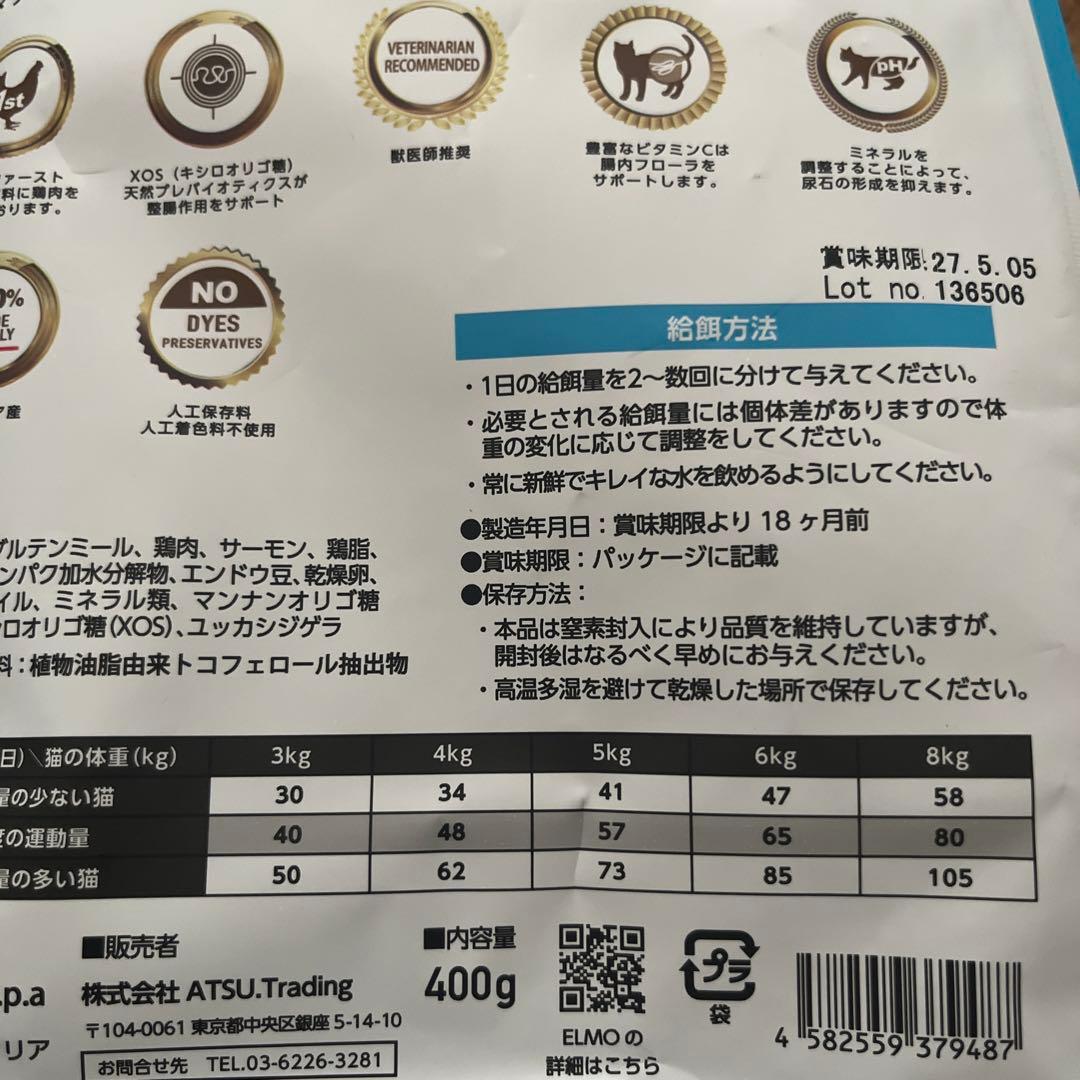 1st
VETERINARIAN
RECOMMENDED
pH
ァースト
料に鶏肉を
おります。
XOS（キシロオリゴ糖）
天然プレバイオティクスが
整腸作用をサポート
獣医師推奨
豊富なビタミンCは
腸内フローラを
サポートします。
ミネラルを
調整することによって、
尿石の形成を抑えます。
0%
DE
LY
ア産
NO
DYES
PRESERVATIVES
人工保存料
人工着色料不使用
賞味期限:27.5.05
Lot no. 136506
給餌方法
・1日の給餌量を2〜数回に分けて与えてください。
・必要とされる給餌量には個体差がありますので体
重の変化に応じて調整をしてください。
・常に新鮮でキレイな水を飲めるようにしてください。
●製造年月日：賞味期限より 18 ヶ月前
●賞味期限：パッケージに記載
●保存方法：
・本品は窒素封入により品質を維持していますが、
開封後はなるべく早めにお与えください。
・高温多湿を避けて乾燥した場所で保存してください。
グルテンミール、鶏肉、サーモン、鶏脂、
ンパク加水分解物、エンドウ豆、乾燥卵、
イル、ミネラル類、マンナンオリゴ糖
ロオリゴ糖(XOS)、ユッカシジゲラ
料：植物油脂由来トコフェロール抽出物
日)\猫の体重(kg) 3kg 4kg 5kg 6kg 8kg
量の少ない猫 30 34 41 47 58
度の運動量 40 48 57 65 80
量の多い猫 50 62 73 85 105
.p.a
リア
■販売者
株式会社 ATSU.Trading
〒104-0061 東京都中央区銀座 5-14-10
お問合せ先 TEL.03-6226-3281
■内容量
400g
ELMO の
詳細はこちら
プラ
袋
4 582559 379487